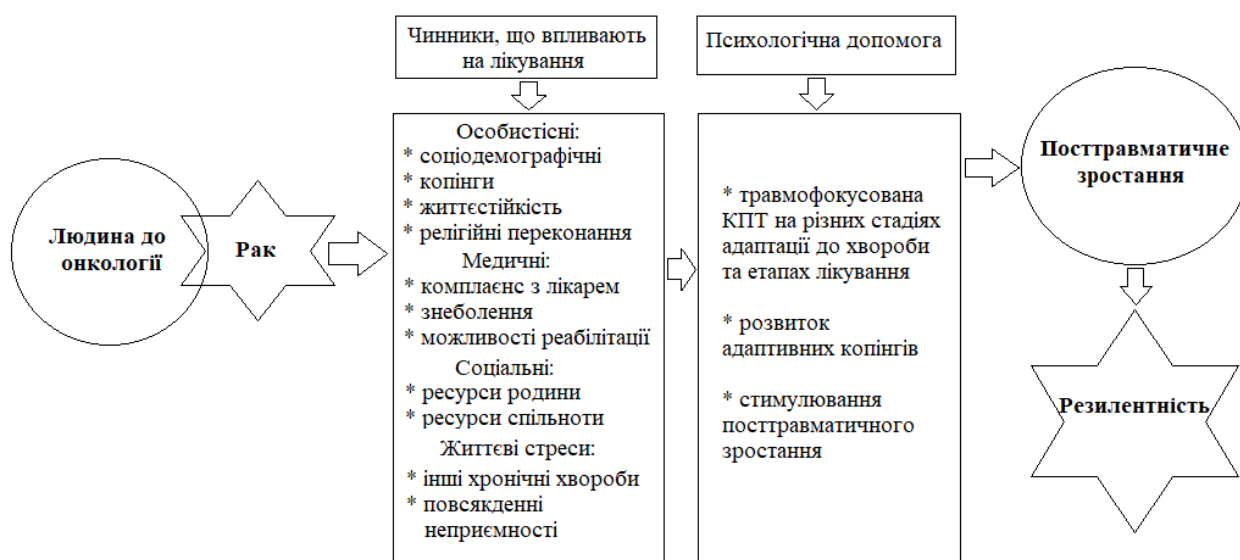 Чинники, що впливають
на лікування
Психологічна допомога
Людина до
онкології
Рак
Особистісні:
* соціодемографічні
* копінги
* життєстійкість
* релігійні переконання
Медичні:
* комплаєнс з лікарем
* знеболення
* можливості реабілітації
Соціальні:
* ресурси родини
* ресурси спільноти
Життєві стреси:
* інші хронічні хвороби
* повсякденні
неприємності
* травмофокусована
КПТ на різних стадіях
адаптації до хвороби
та етапах лікування
* розвиток
адаптивних копінгів
* стимулювання
посттравматичного
зростання
Посттравматичне
зростання
Резилентність